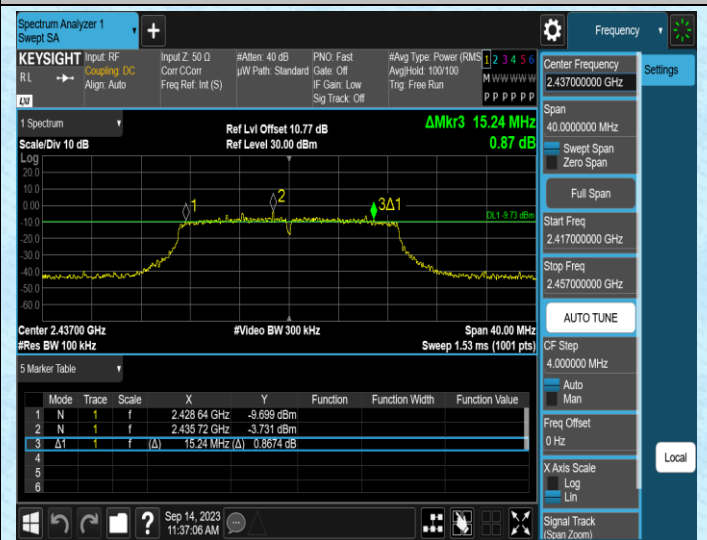 Spectrum Analyzer 1
Swept SA
+
Frequency
KEYSIGHT
RL
LXI
Input: RF
Coupling: DC
Align: Auto
Input Z: 50 Ω
Corr CCorr
Freq Ref: Int (S)
#Atten: 40 dB
µW Path: Standard
PNO: Fast
Gate: Off
IF Gain: Low
Sig Track: Off
#Avg Type: Power (RMS
Avg|Hold: 100/100
Trig: Free Run
1 2 3 4 5 6
M W W W W W
P P P P P P
1 Spectrum
Scale/Div 10 dB
Log
Ref Lvl Offset 10.77 dB
Ref Level 30.00 dBm
ΔMkr3 15.24 MHz
0.87 dB
20.0
10.0
0.00
-10.0
-20.0
-30.0
-40.0
-50.0
-60.0
1
2
3Δ1
DL1 -9.73 dBm
Center 2.43700 GHz
#Res BW 100 kHz
#Video BW 300 kHz
Span 40.00 MHz
Sweep 1.53 ms (1001 pts)
5 Marker Table
Mode Trace Scale X Y Function Function Width Function Value
1 N 1 f 2.428 64 GHz -9.699 dBm
2 N 1 f 2.435 72 GHz -3.731 dBm
3 Δ1 1 f (Δ) 15.24 MHz (Δ) 0.8674 dB
4
5
6
?
Sep 14, 2023
11:37:06 AM
Center Frequency
2.437000000 GHz
Span
40.0000000 MHz
Swept Span
Zero Span
Full Span
Start Freq
2.417000000 GHz
Stop Freq
2.457000000 GHz
AUTO TUNE
CF Step
4.000000 MHz
Auto
Man
Freq Offset
0 Hz
X Axis Scale
Log
Lin
Signal Track
(Span Zoom)
Settings
Local